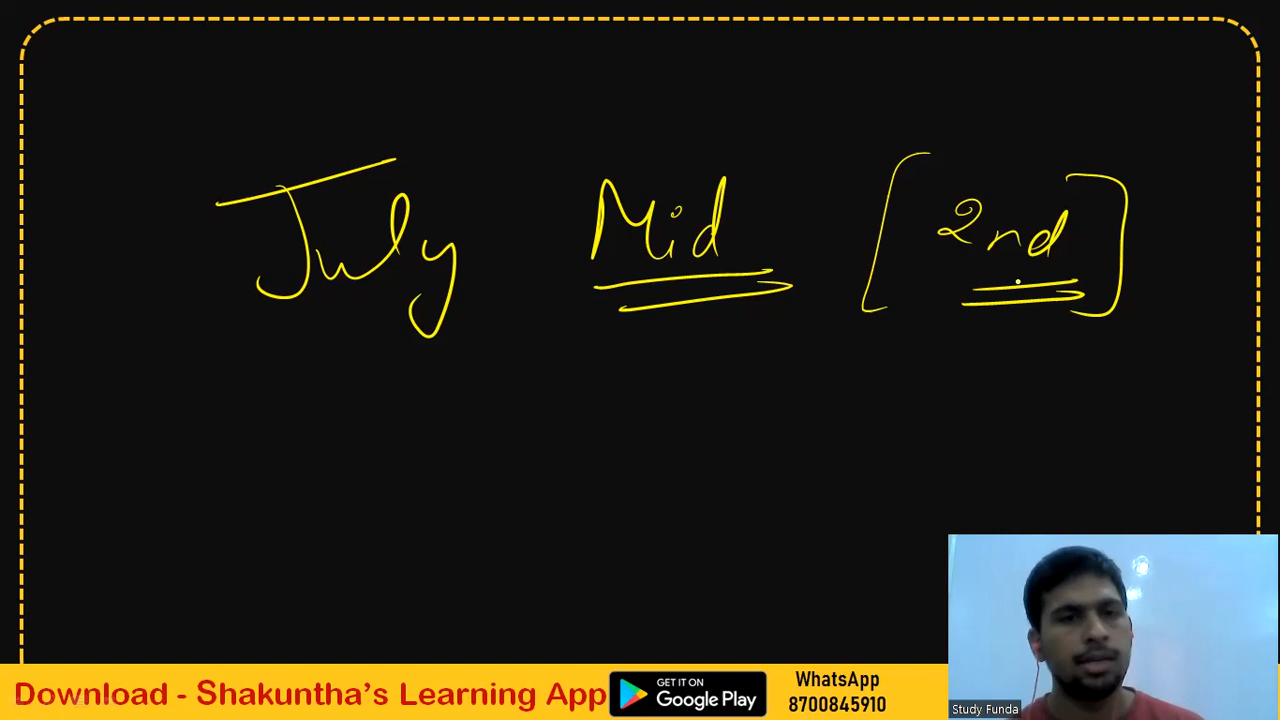 July Mid [2nd]
Download - Shakuntha's Learning App
GET IT ON
Google Play
WhatsApp
8700845910
Study Funda